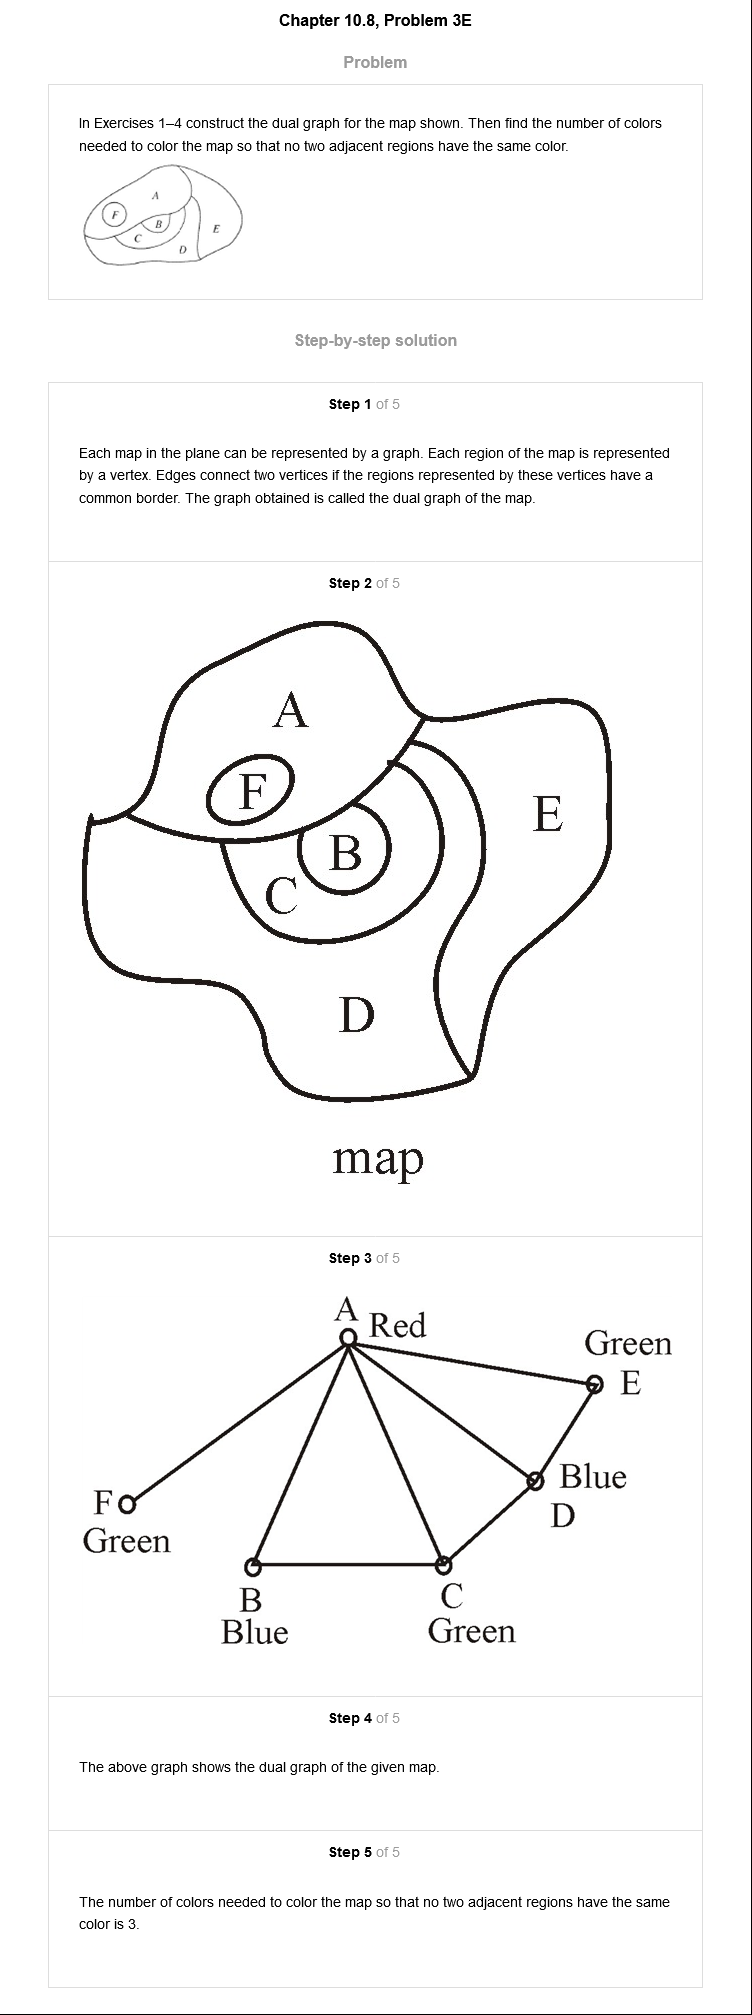 Chapter 10.8, Problem 3E
Problem
In Exercises 1–4 construct the dual graph for the map shown. Then find the number of colors
needed to color the map so that no two adjacent regions have the same color.
A
F
B
E
C
D
Step-by-step solution
Step 1 of 5
Each map in the plane can be represented by a graph. Each region of the map is represented
by a vertex. Edges connect two vertices if the regions represented by these vertices have a
common border. The graph obtained is called the dual graph of the map.
Step 2 of 5
A
F
E
B
C
D
map
Step 3 of 5
A Red
Green
E
Blue
D
F
Green
B
Blue
C
Green
Step 4 of 5
The above graph shows the dual graph of the given map.
Step 5 of 5
The number of colors needed to color the map so that no two adjacent regions have the same
color is 3.